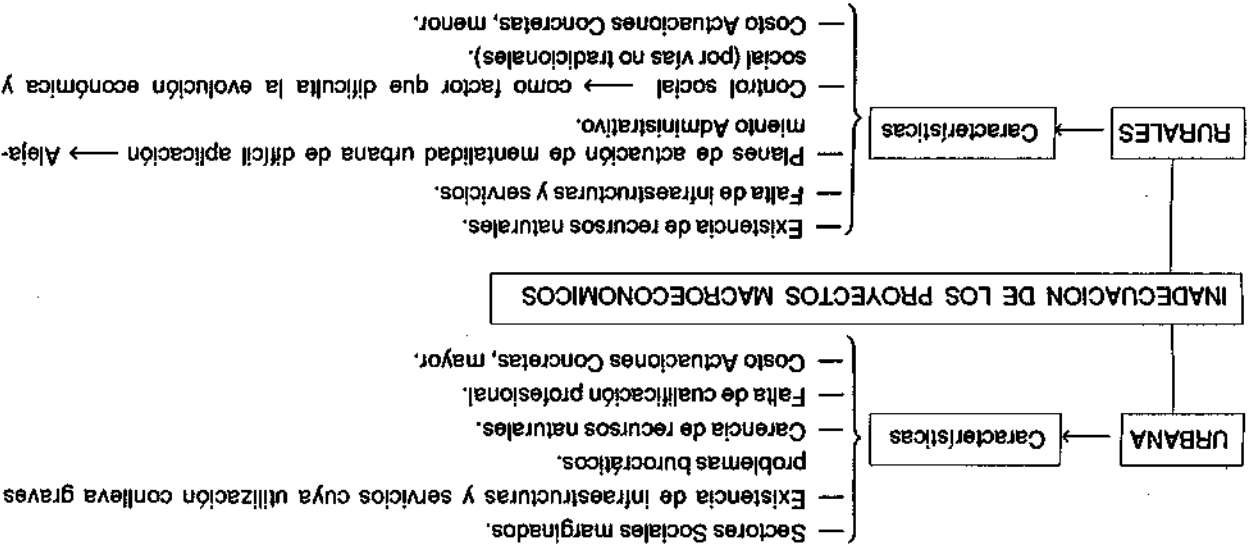 URBANA → Características
— Sectores Sociales marginados.
— Existencia de infraestructuras y servicios cuya utilización conllevan graves
problemas burocráticos.
— Carencia de recursos naturales.
— Falta de cualificación profesional.
— Costo Actuaciones Concretas, mayor.
INADECUACION DE LOS PROYECTOS MACROECONOMICOS
RURALES → Características
— Existencia de recursos naturales.
— Falta de infraestructuras y servicios.
— Planes de actuación de mentalidad urbana de difícil aplicación → Aleja-
miento Administrativo.
— Control social → como factor que dificulta la evolución económica y
social (por vías no tradicionales).
— Costo Actuaciones Concretas, menor.